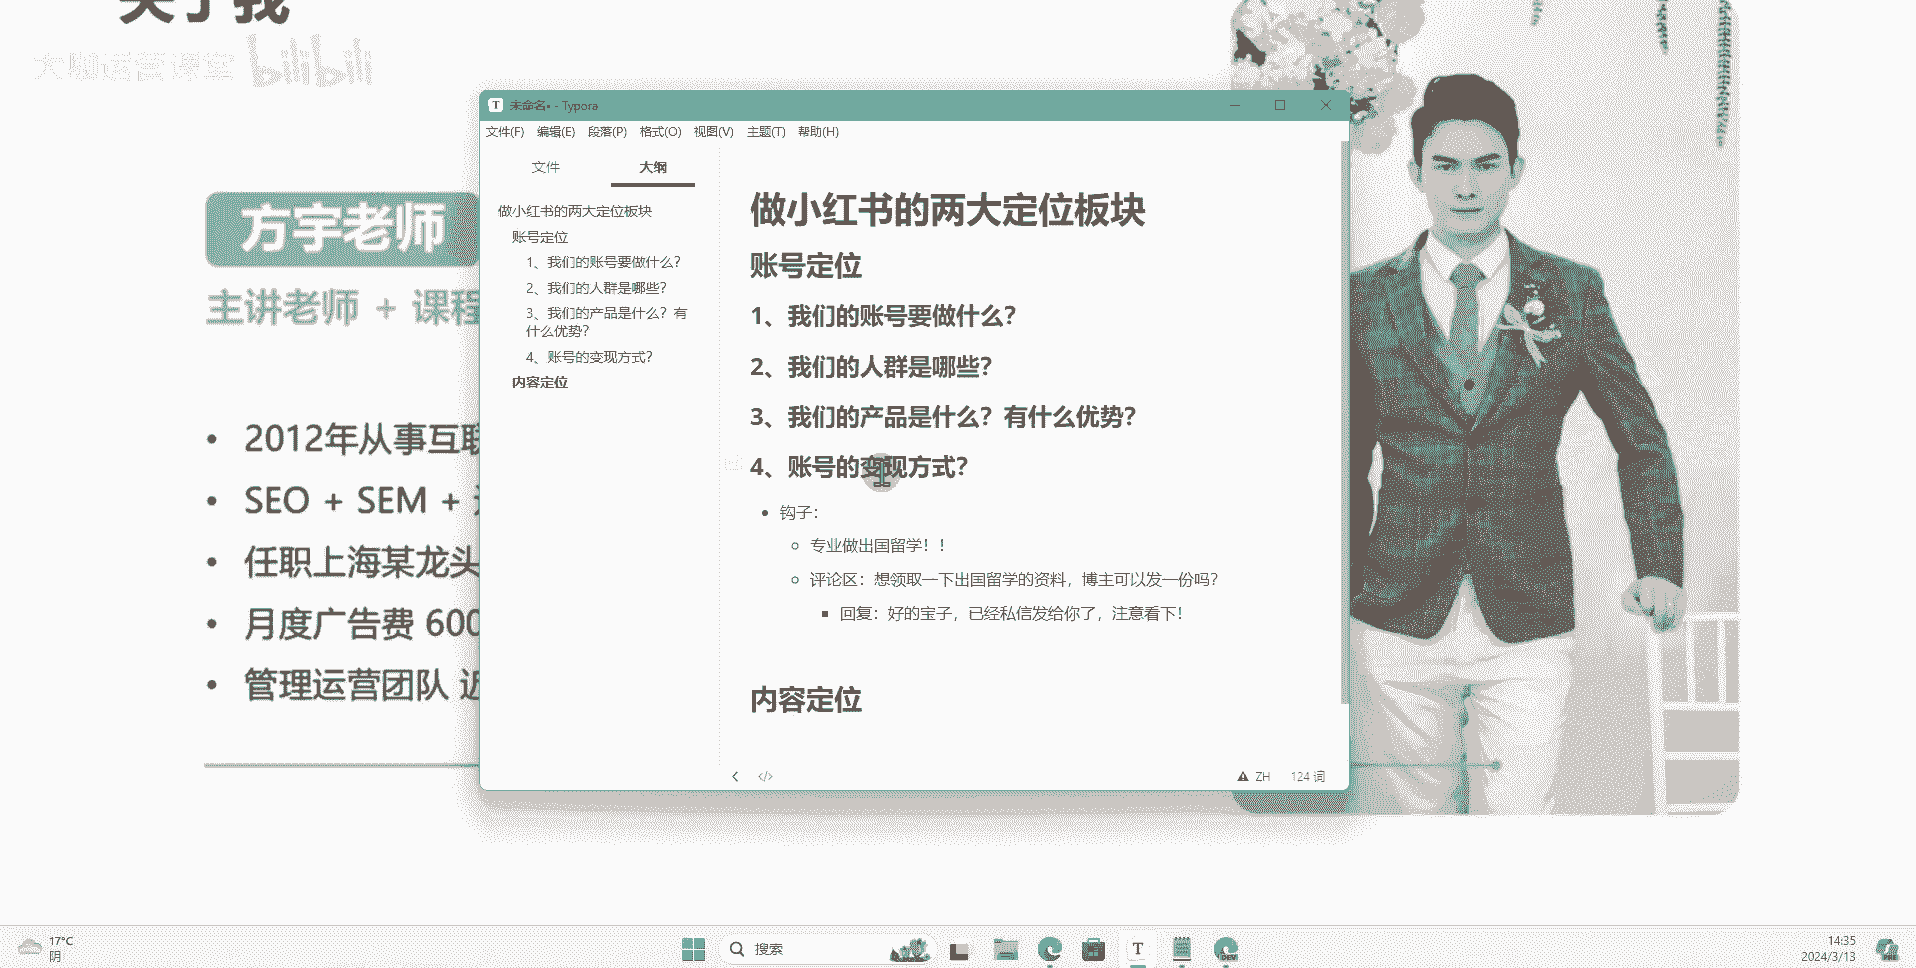 关于我
大脚运营课堂 bilibili
方宇老师
主讲老师 + 课程
2012年从事互联
SEO + SEM +
任职上海某龙头
月度广告费 600
管理运营团队 近
未命名• - Typora
文件(F) 编辑(E) 段落(P) 格式(O) 视图(V) 主题(T) 帮助(H)
文件 大纲
做小红书的两大定位板块
账号定位
1、我们的账号要做什么？
2、我们的人群是哪些？
3、我们的产品是什么？有
什么优势？
4、账号的变现方式？
内容定位
做小红书的两大定位板块
账号定位
1、我们的账号要做什么？
2、我们的人群是哪些？
3、我们的产品是什么？有什么优势？
4、账号的变现方式？
钩子：
专业做出国留学！！
评论区：想领取一下出国留学的资料，博主可以发一份吗？
回复：好的宝子，已经私信发给你了，注意看下！
内容定位
ZH 124 词
17°C
阴
搜索
14:35
2024/3/13